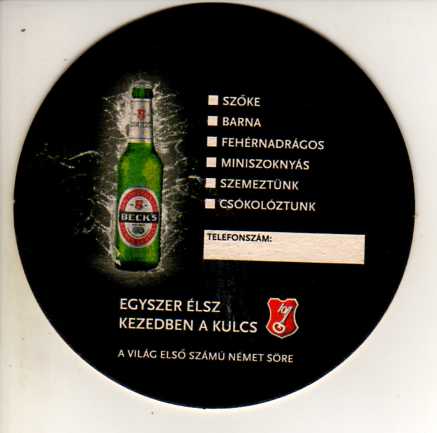 SZŐKE
BARNA
FEHÉRNADRÁGOS
MINISZOKNYÁS
SZEMEZTÜNK
CSÓKOLÓZTUNK
TELEFONSZÁM:
BECK'S
EGYSZER ÉLSZ
KEZEDBEN A KULCS
A VILÁG ELSŐ SZÁMÚ NÉMET SÖRE